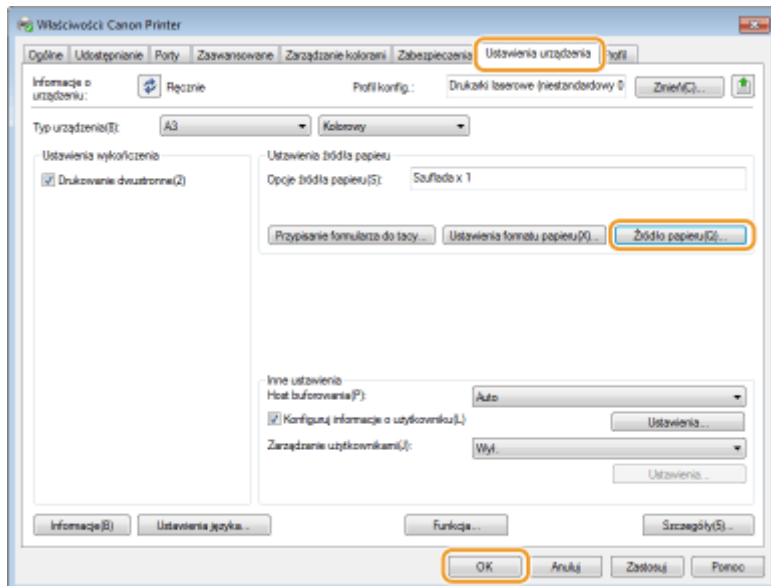 Właściwości: Canon Printer
Ogólne Udostępnianie Porty Zaawansowane Zarządzanie kolorami Zabezpieczenia Ustawienia urządzenia Profil
Informacje o
urządzeniu: Ręcznie Profil konfig.: Drukarki laserowe (niestandardowy 0 Zmień(C)...
Typ urządzenia(E): A3 Kolorowy
Ustawienia wykończenia
Drukowanie dwustronne(2)
Ustawienia źródła papieru
Opcje źródła papieru(S): Szuflada x 1
Przypisanie formularza do tacy... Ustawienia formatu papieru(X)... Źródło papieru(Q)...
Inne ustawienia
Host buforowania(P): Auto
Konfiguruj informacje o użytkowniku(L) Ustawienia...
Zarządzanie użytkownikami(J): Wył.
Ustawienia...
Informacje(B) Ustawienia języka... Funkcja... Szczegóły(5)...
OK Anuluj Zastosuj Pomoc